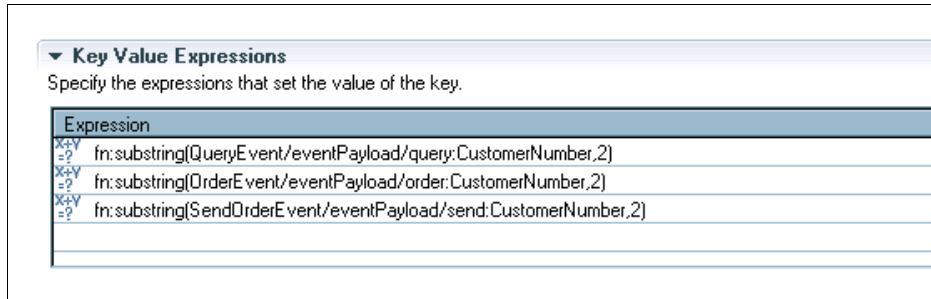 Key Value Expressions
Specify the expressions that set the value of the key.
Expression
X+Y
=?
fn:substring(QueryEvent/eventPayload/query:CustomerNumber,2)
X+Y
=?
fn:substring(OrderEvent/eventPayload/order:CustomerNumber,2)
X+Y
=?
fn:substring(SendOrderEvent/eventPayload/send:CustomerNumber,2)